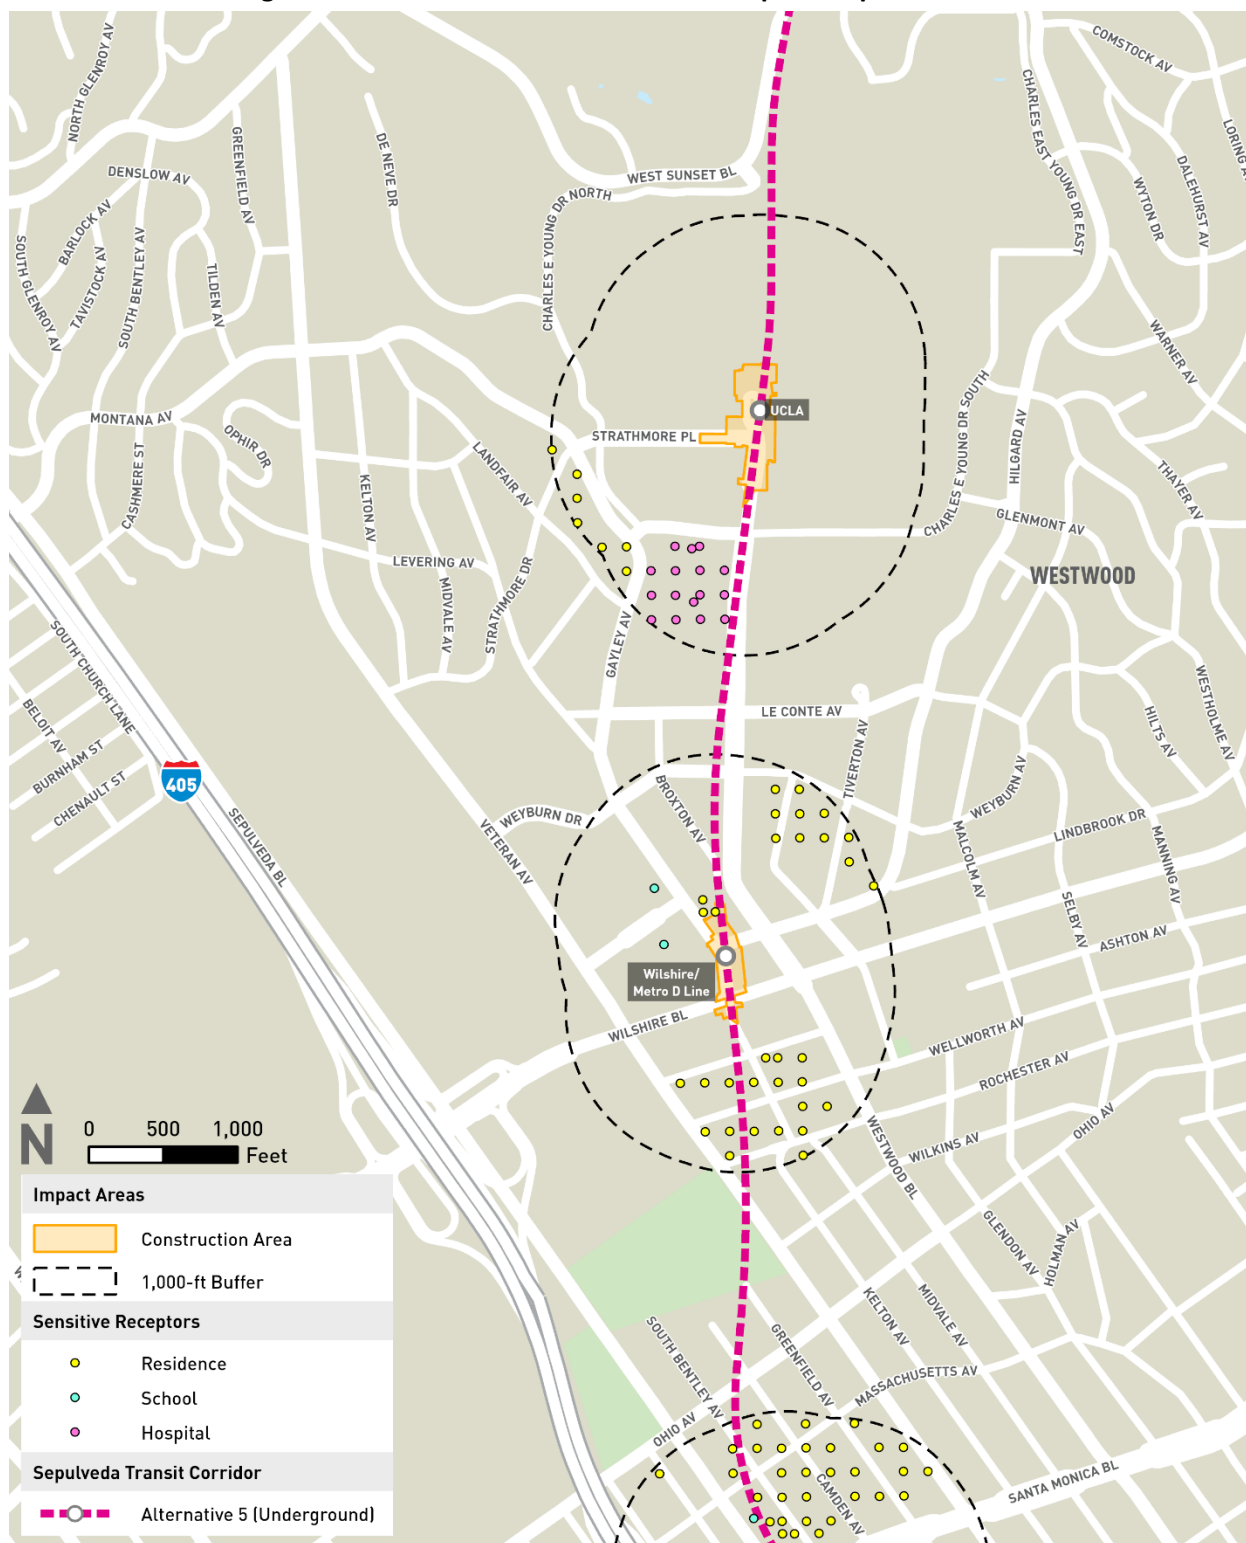 NORTH GLENROY AV
COMSTOCK AV
LORING A
CHARLES EAST YOUNG DR EAST
DALEHURST AV
WYTON DR
GREENFIELD AV
DE NEVE DR
DENSLOW AV
BARLOCK AV
WEST SUNSET BL
CHARLES E YOUNG DR NORTH
SOUTH GLENROY AV
TAVISTOCK AV
SOUTH BENTLEY AV
TILDEN AV
WARNER AV
MONTANA AV
OPHIR DR
CASHMERE ST
KELTON AV
LANDFAIR AV
STRATHMORE PL
UCLA
CHARLES E YOUNG DR SOUTH
HILGARD AV
THAYER AV
GLENMONT AV
LEVERING AV
MIDVALE AV
STRATHMORE DR
WESTWOOD
GAYLEY AV
SOUTH CHURCH LANE
BELOIT AV
BURNHAM ST
CHENAULT ST
405
SEPULVEDA BL
LE CONTE AV
TIVERTON AV
HILTS AV
WESTHOLME AV
WEYBURN AV
BROXTON AV
WEYBURN DR
VETERAN AV
LINDBROOK DR
MALCOLM AV
MANNING AV
SELBY AV
ASHTON AV
Wilshire/
Metro D Line
WILSHIRE BL
WELLWORTH AV
ROCHESTER AV
OHIO AV
WILKINS AV
WESTWOOD BL
GLENDON AV
HOLMAN AV
KELTON AV
MIDVALE AV
GREENFIELD AV
SOUTH BENTLEY AV
MASSACHUSETTS AV
OHIO AV
CAMDEN AV
SANTA MONICA BL
N
0 500 1,000
Feet
Impact Areas
Construction Area
1,000-ft Buffer
Sensitive Receptors
Residence
School
Hospital
Sepulveda Transit Corridor
Alternative 5 (Underground)